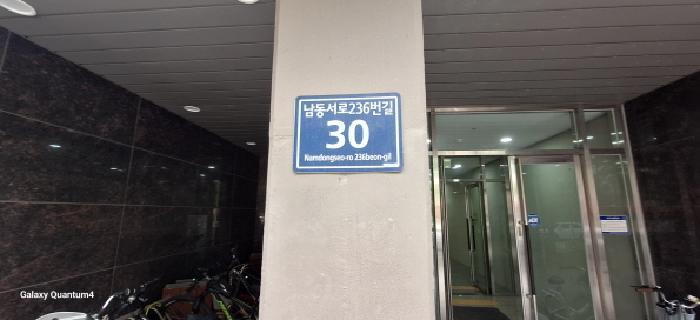 남동서로236번길
30
Namdongseo-ro 236beon-gil
Galaxy Quantum4